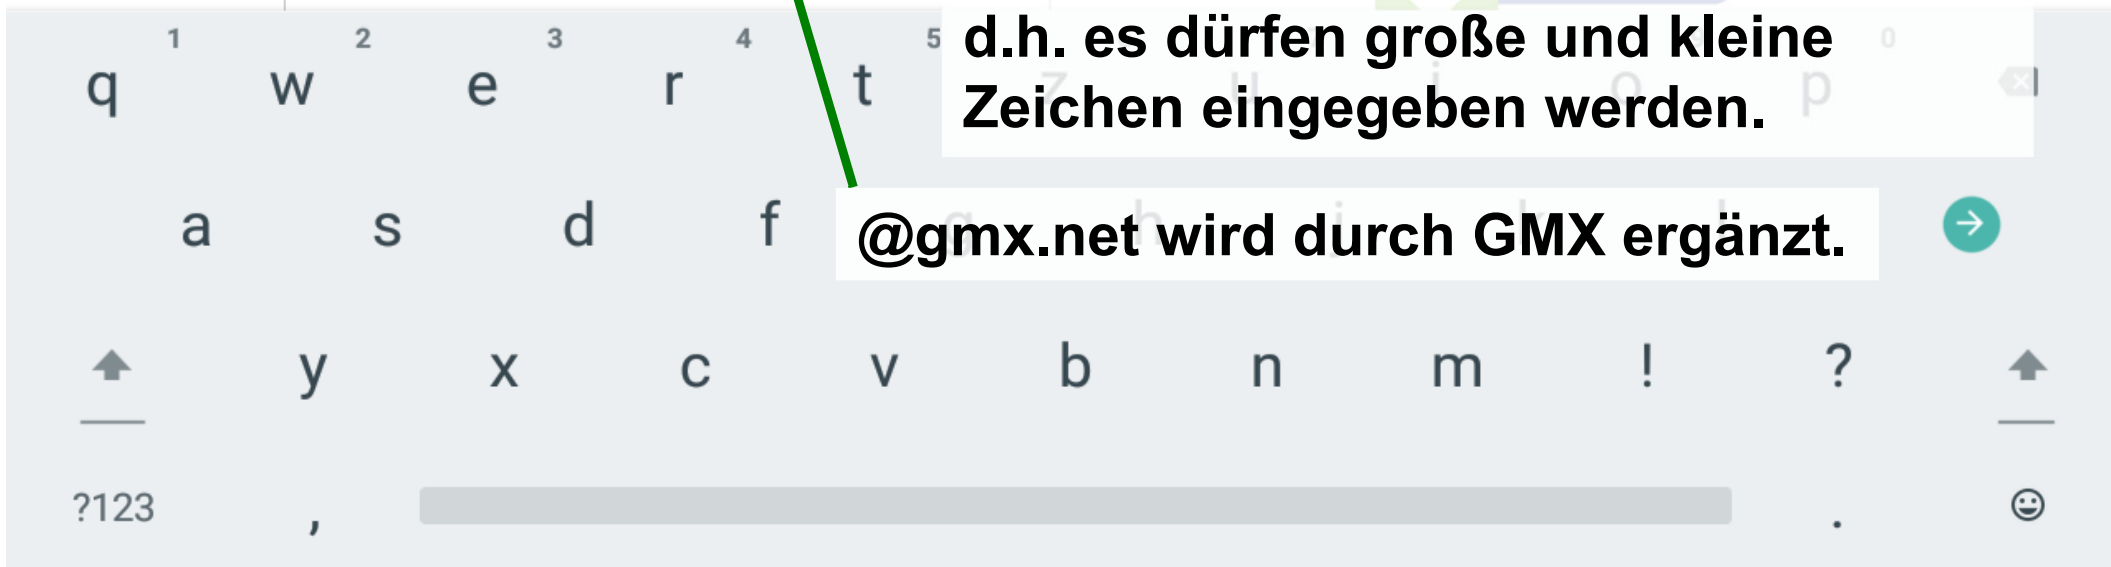 1 2 3 4 5 0
d.h. es dürfen große und kleine
q w e r t z u i o p
Zeichen eingegeben werden.
a s d f g h j k l
@gmx.net wird durch GMX ergänzt.
y x c v b n m ! ?
?123 , .